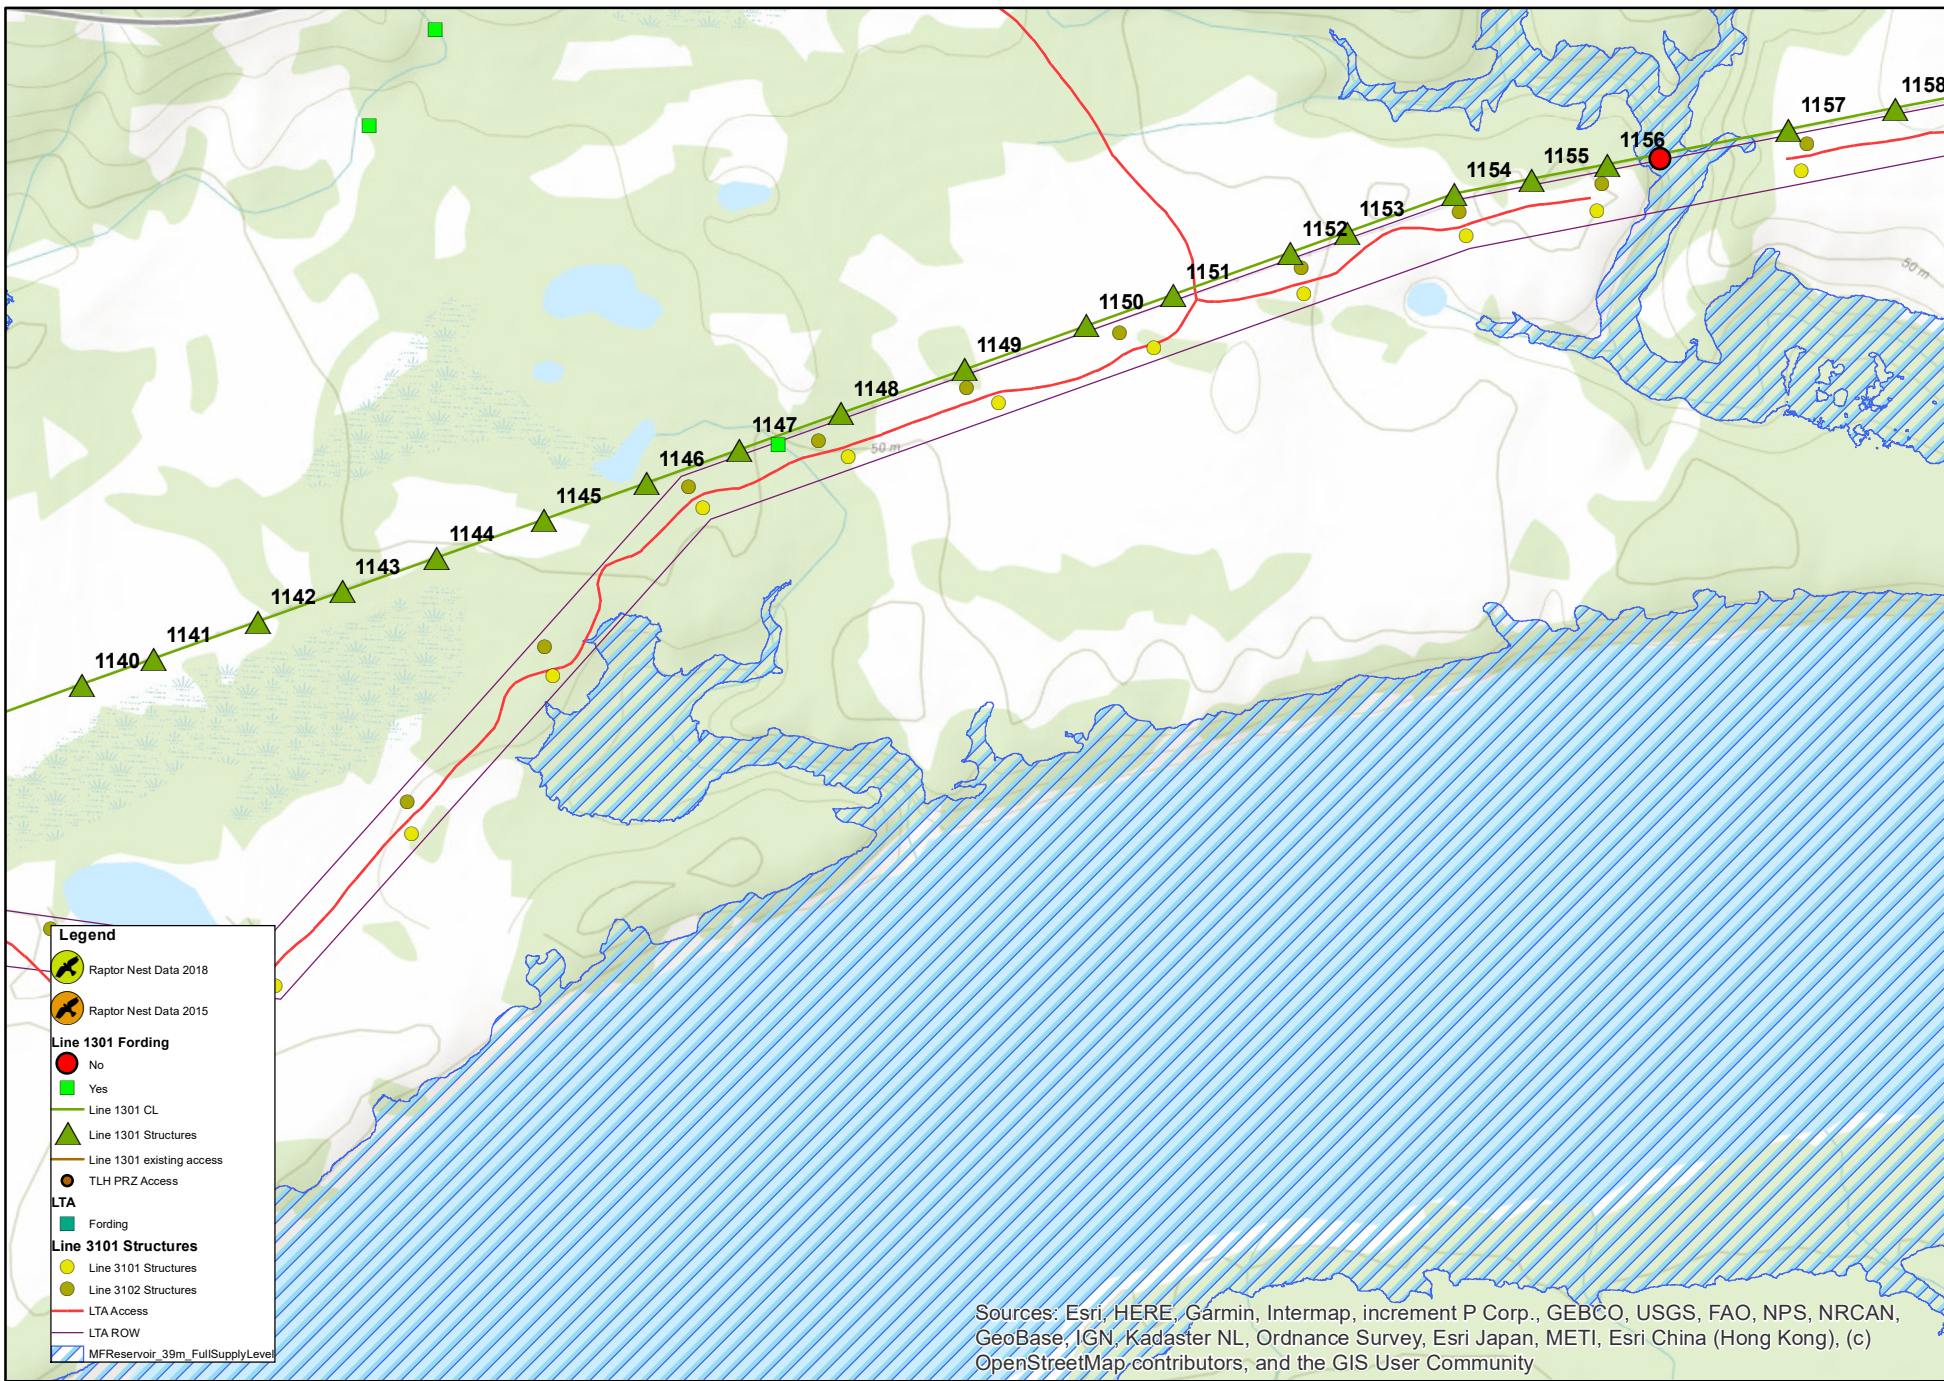 1158
1157
1156
1155
1154
1153
1152
1151
1150
1149
1148
1147
1146
1145
1144
1143
1142
1141
1140
50 m
50 m
Legend
Raptor Nest Data 2018
Raptor Nest Data 2015
Line 1301 Fording
No
Yes
Line 1301 CL
Line 1301 Structures
Line 1301 existing access
TLH PRZ Access
LTA
Fording
Line 3101 Structures
Line 3101 Structures
Line 3102 Structures
LTA Access
LTA ROW
MFReservoir_39m_FullSupplyLevel
Sources: Esri, HERE, Garmin, Intermap, increment P Corp., GEBCO, USGS, FAO, NPS, NRCAN,
GeoBase, IGN, Kadaster NL, Ordnance Survey, Esri Japan, METI, Esri China (Hong Kong), (c)
OpenStreetMap contributors, and the GIS User Community